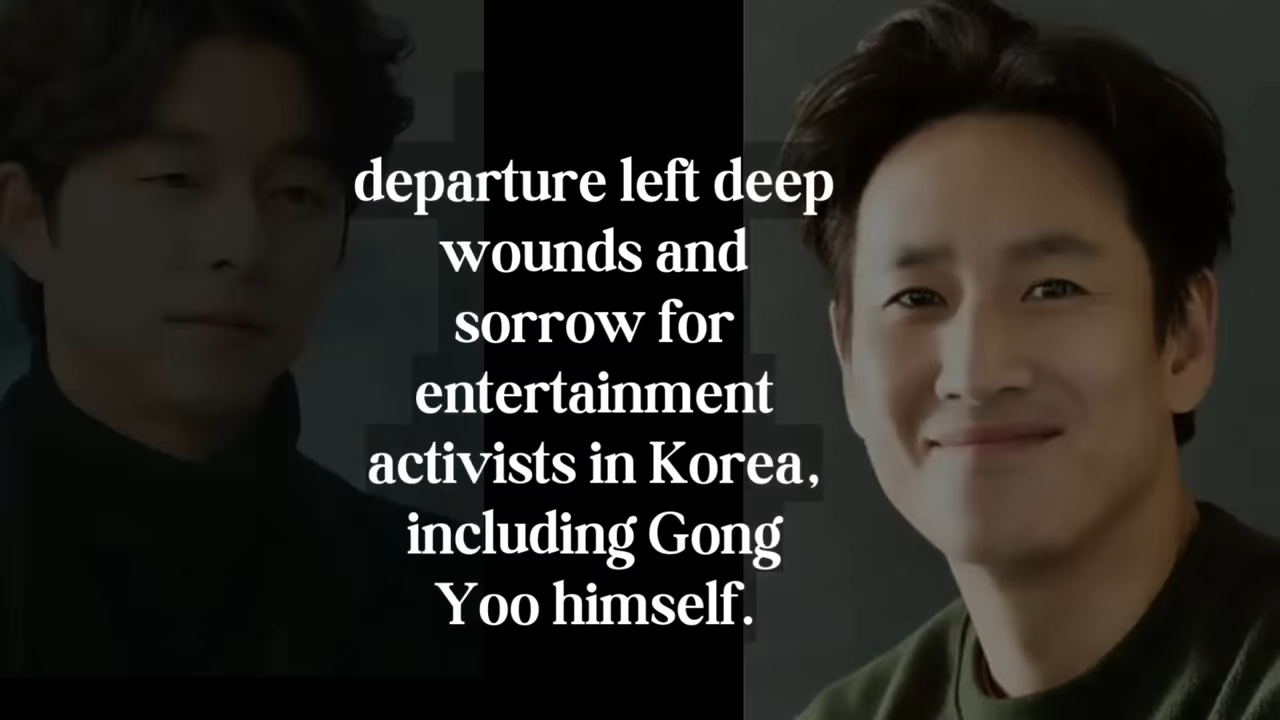 departure left deep
wounds and
sorrow for
entertainment
activists in Korea,
including Gong
Yoo himself.